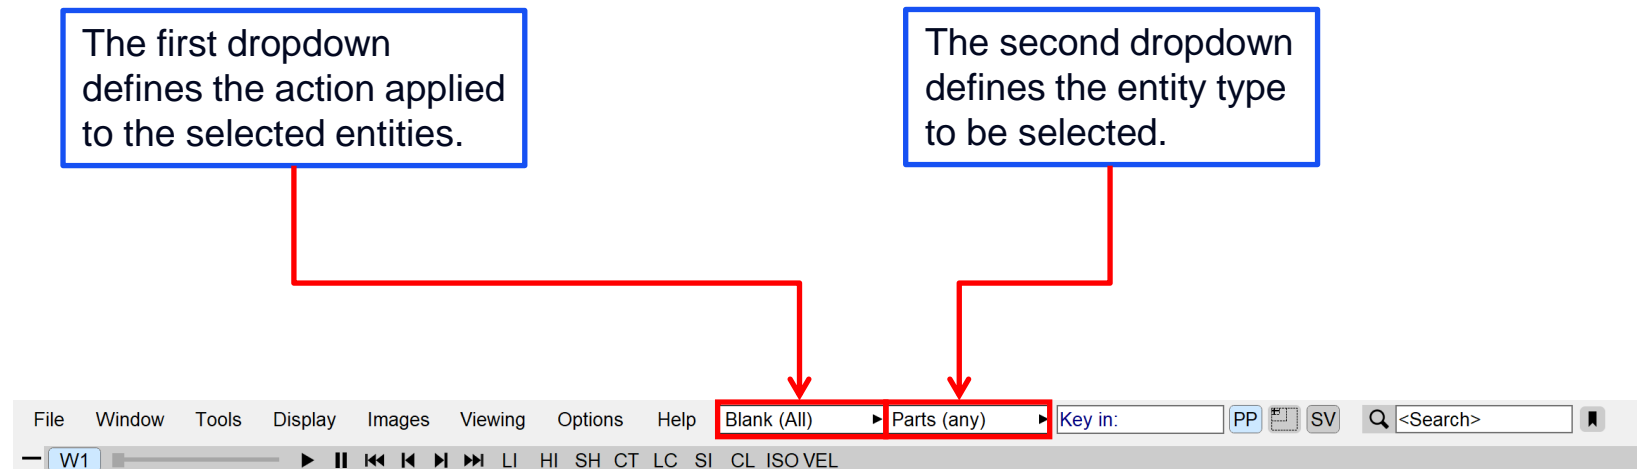 The first dropdown
defines the action applied
to the selected entities.
The second dropdown
defines the entity type
to be selected.
File Window Tools Display Images Viewing Options Help Blank (All) Parts (any) Key in: PP SV <Search>
W1 LI HI SH CT LC SI CL ISO VEL